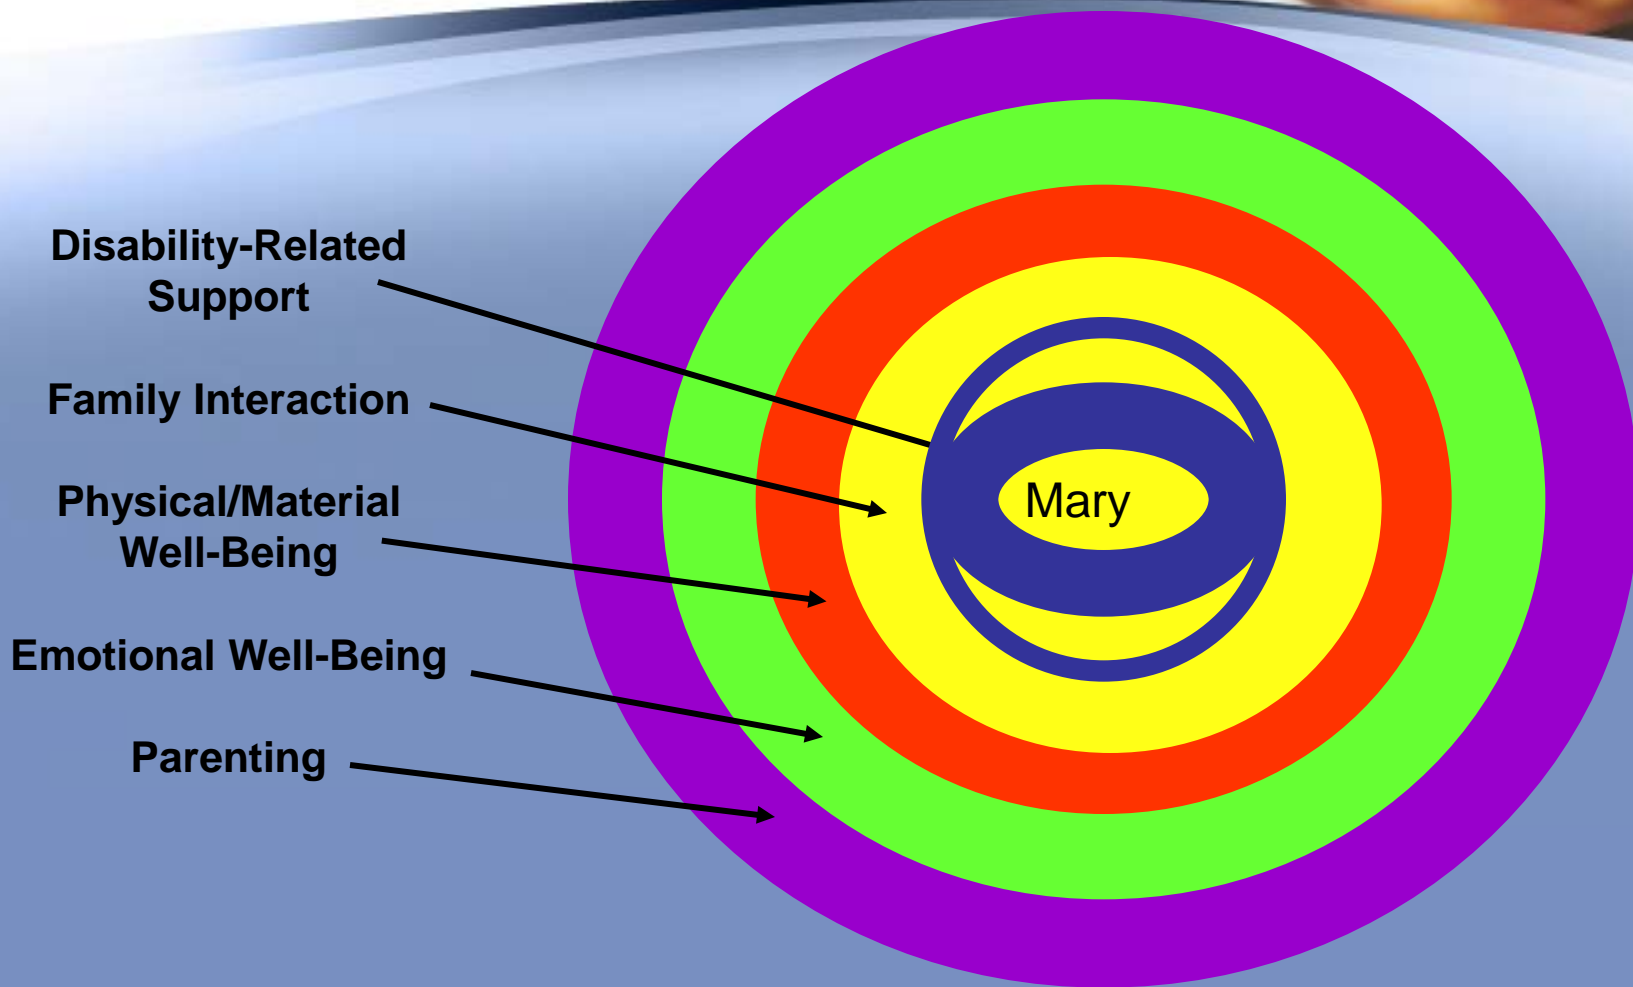 Disability-Related
Support
Family Interaction
Physical/Material
Well-Being
Emotional Well-Being
Parenting
Mary